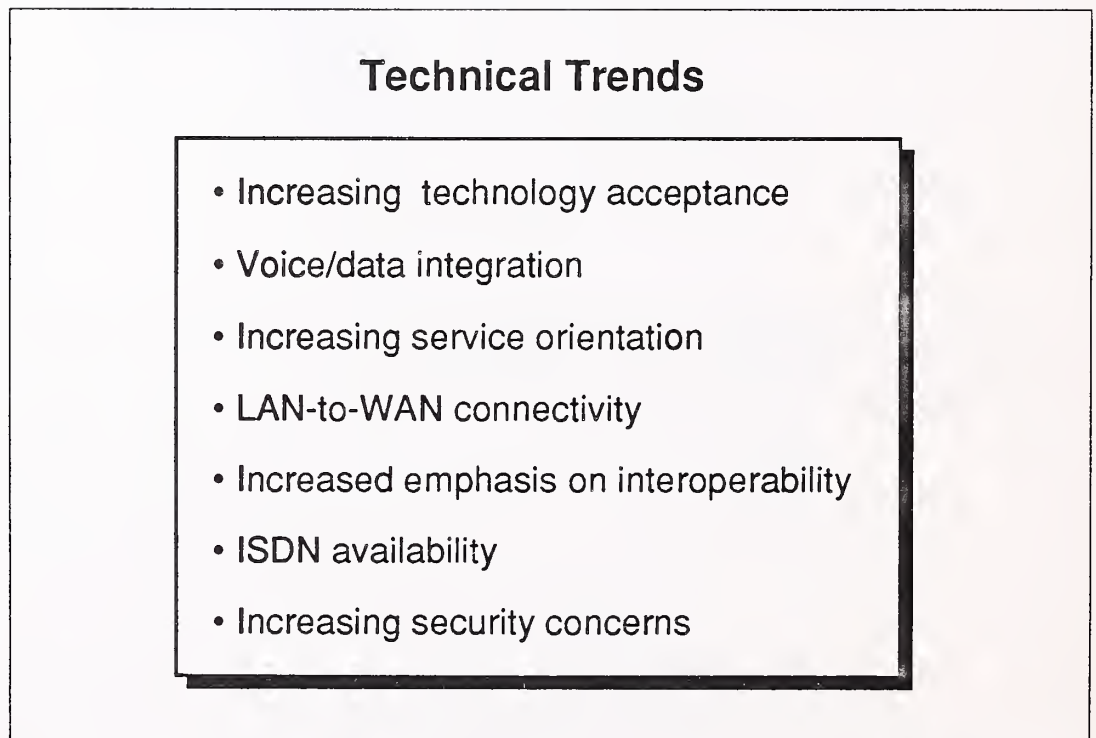 Technical Trends
• Increasing technology acceptance
• Voice/data integration
• Increasing service orientation
• LAN-to-WAN connectivity
• Increased emphasis on interoperability
• ISDN availability
• Increasing security concerns